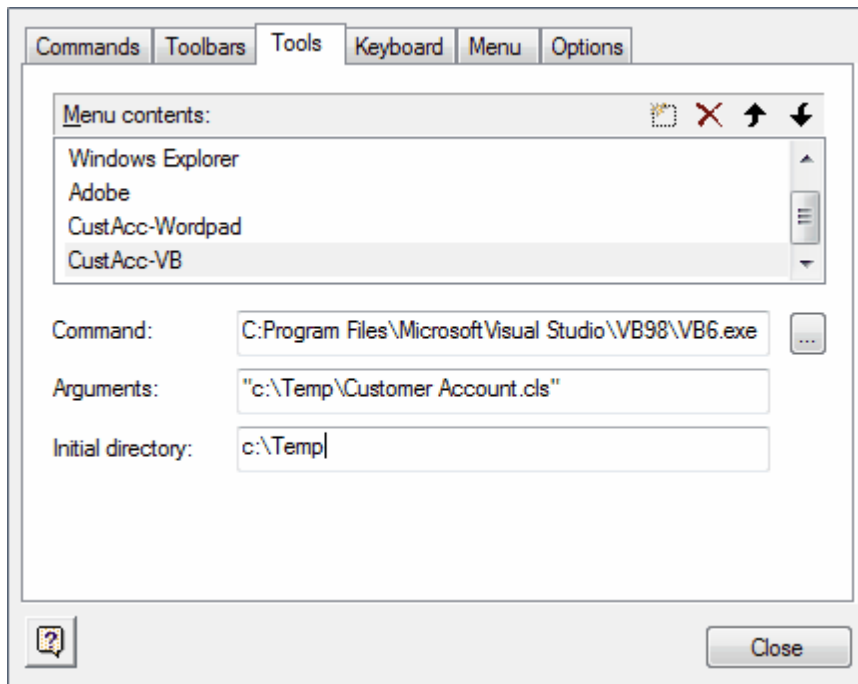 Commands Toolbars Tools Keyboard Menu Options
Menu contents:
Windows Explorer
Adobe
CustAcc-Wordpad
CustAcc-VB
Command: C:Program Files\MicrosoftVisual Studio\VB98\VB6.exe ...
Arguments: "c:\Temp\Customer Account.cls"
Initial directory: c:\Temp
? Close